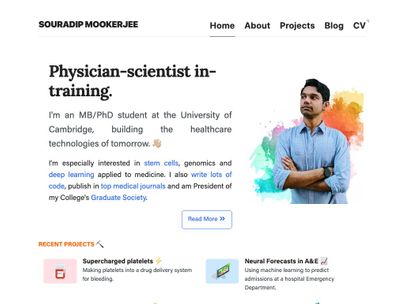 SOURADIP MOOKERJEE
Home About Projects Blog CV
Physician-scientist in-
training.
I'm an MB/PhD student at the University of
Cambridge, building the healthcare
technologies of tomorrow. 👋🏼
I'm especially interested in stem cells, genomics and
deep learning applied to medicine. I also write lots of
code, publish in top medical journals and am President of
my College's Graduate Society.
Read More »
RECENT PROJECTS 🔨
Supercharged platelets ⚡
Making platelets into a drug delivery system
for bleeding.
Neural Forecasts in A&E 📈
Using machine learning to predict
admissions at a hospital Emergency
Department.